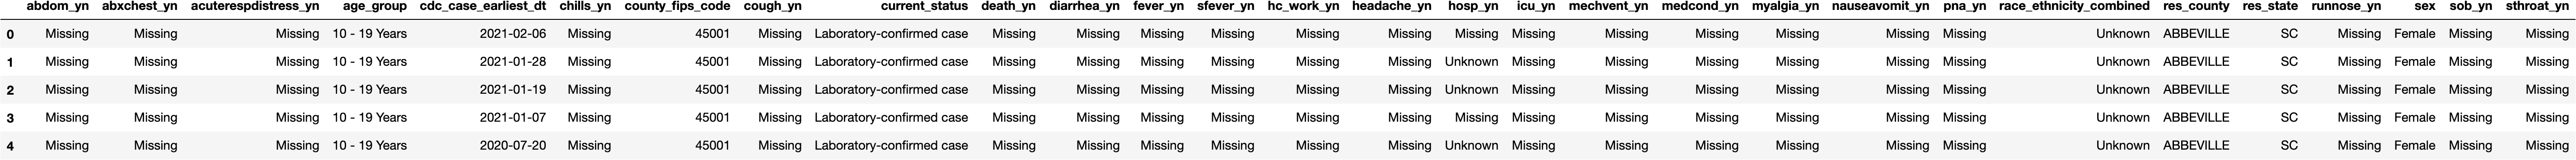 abdom_yn abxchest_yn acuterespdistress_yn age_group cdc_case_earliest_dt chills_yn county_fips_code cough_yn current_status death_yn diarrhea_yn fever_yn sfever_yn hc_work_yn headache_yn hosp_yn icu_yn mechvent_yn medcond_yn myalgia_yn nauseavomit_yn pna_yn race_ethnicity_combined res_county res_state runnose_yn sex sob_yn sthroat_yn
0 Missing Missing Missing 10 - 19 Years 2021-02-06 Missing 45001 Missing Laboratory-confirmed case Missing Missing Missing Missing Missing Missing Missing Missing Missing Missing Missing Missing Missing Unknown ABBEVILLE SC Missing Female Missing Missing
1 Missing Missing Missing 10 - 19 Years 2021-01-28 Missing 45001 Missing Laboratory-confirmed case Missing Missing Missing Missing Missing Missing Unknown Missing Missing Missing Missing Missing Missing Unknown ABBEVILLE SC Missing Female Missing Missing
2 Missing Missing Missing 10 - 19 Years 2021-01-19 Missing 45001 Missing Laboratory-confirmed case Missing Missing Missing Missing Missing Missing Unknown Missing Missing Missing Missing Missing Missing Unknown ABBEVILLE SC Missing Female Missing Missing
3 Missing Missing Missing 10 - 19 Years 2021-01-07 Missing 45001 Missing Laboratory-confirmed case Missing Missing Missing Missing Missing Missing Missing Missing Missing Missing Missing Missing Missing Unknown ABBEVILLE SC Missing Female Missing Missing
4 Missing Missing Missing 10 - 19 Years 2020-07-20 Missing 45001 Missing Laboratory-confirmed case Missing Missing Missing Missing Missing Missing Unknown Missing Missing Missing Missing Missing Missing Unknown ABBEVILLE SC Missing Female Missing Missing